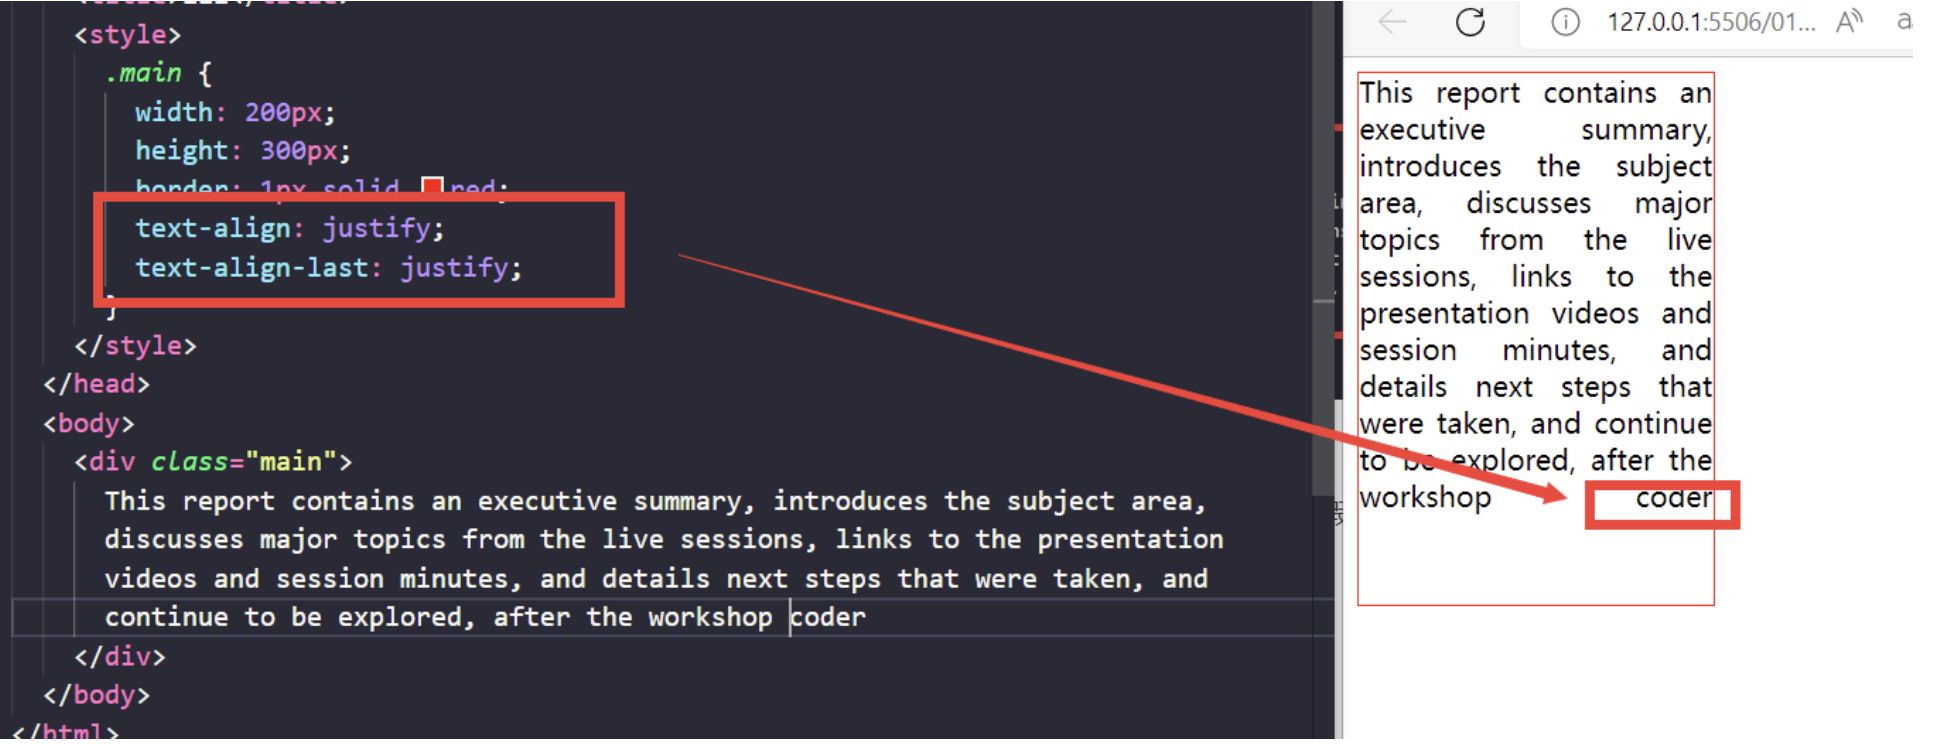 <style>
.main {
width: 200px;
height: 300px;
border: 1px solid red;
text-align: justify;
text-align-last: justify;
}
</style>
</head>
<body>
<div class="main">
This report contains an executive summary, introduces the subject area,
discusses major topics from the live sessions, links to the presentation
videos and session minutes, and details next steps that were taken, and
continue to be explored, after the workshop coder
</div>
</body>
</html>
127.0.0.1:5506/01...
This report contains an
executive summary,
introduces the subject
area, discusses major
topics from the live
sessions, links to the
presentation videos and
session minutes, and
details next steps that
were taken, and continue
to be explored, after the
workshop coder